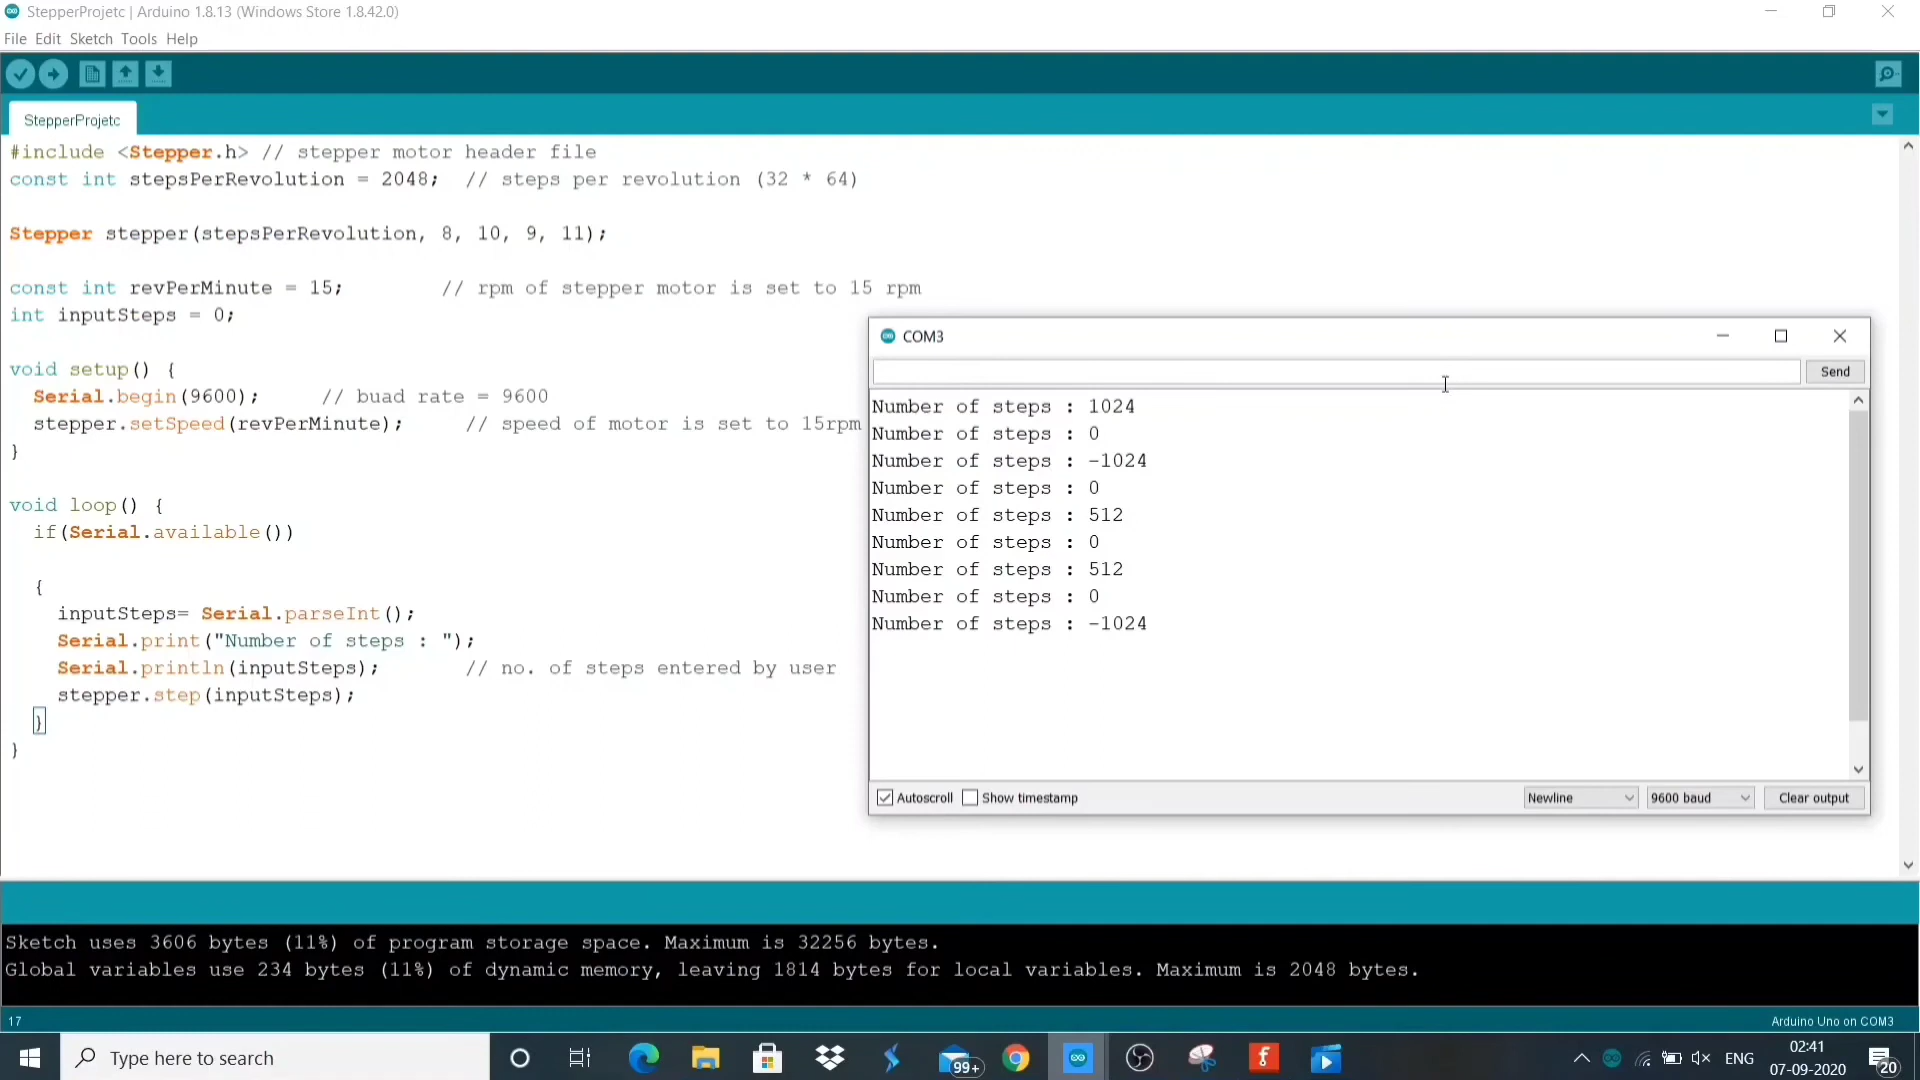 StepperProjetc | Arduino 1.8.13 (Windows Store 1.8.42.0)
File Edit Sketch Tools Help
StepperProjetc
#include <Stepper.h> // stepper motor header file
const int stepsPerRevolution = 2048; // steps per revolution (32 * 64)
Stepper stepper(stepsPerRevolution, 8, 10, 9, 11);
const int revPerMinute = 15; // rpm of stepper motor is set to 15 rpm
int inputSteps = 0;
void setup() {
Serial.begin(9600); // buad rate = 9600
stepper.setSpeed(revPerMinute); // speed of motor is set to 15rpm
}
void loop() {
if(Serial.available())
{
inputSteps= Serial.parseInt();
Serial.print("Number of steps : ");
Serial.println(inputSteps); // no. of steps entered by user
stepper.step(inputSteps);
}
}
COM3
Send
Number of steps : 1024
Number of steps : 0
Number of steps : -1024
Number of steps : 0
Number of steps : 512
Number of steps : 0
Number of steps : 512
Number of steps : 0
Number of steps : -1024
Autoscroll Show timestamp Newline 9600 baud Clear output
Sketch uses 3606 bytes (11%) of program storage space. Maximum is 32256 bytes.
Global variables use 234 bytes (11%) of dynamic memory, leaving 1814 bytes for local variables. Maximum is 2048 bytes.
17 Arduino Uno on COM3
Type here to search 99+ ENG 02:41
07-09-2020 20